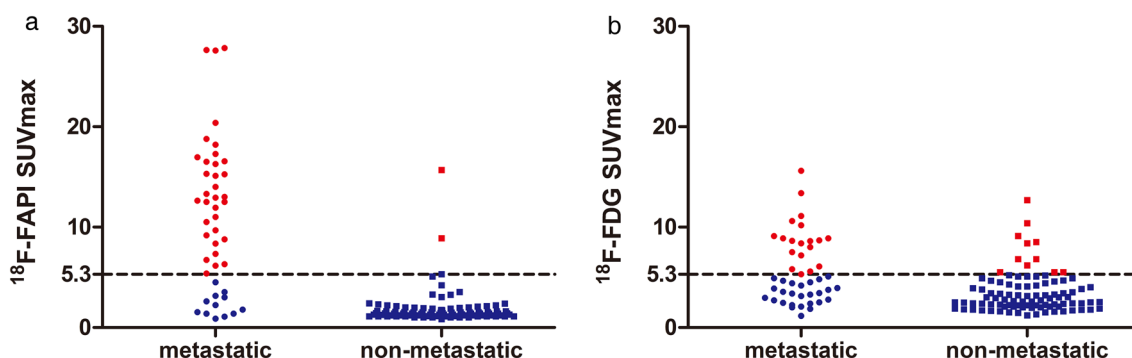 a
18F-FAPI SUVmax
30
20
10
5.3
0
metastatic non-metastatic
b
18F-FDG SUVmax
30
20
10
5.3
0
metastatic non-metastatic